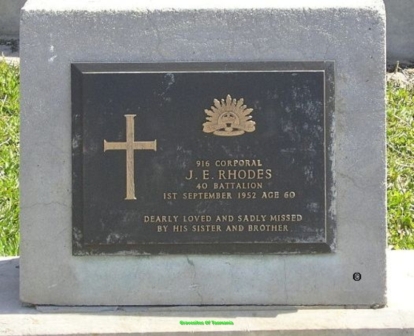 916 CORPORAL
J. E. RHODES
40 BATTALION
1ST SEPTEMBER 1952 AGE 60
DEARLY LOVED AND SADLY MISSED
BY HIS SISTER AND BROTHER